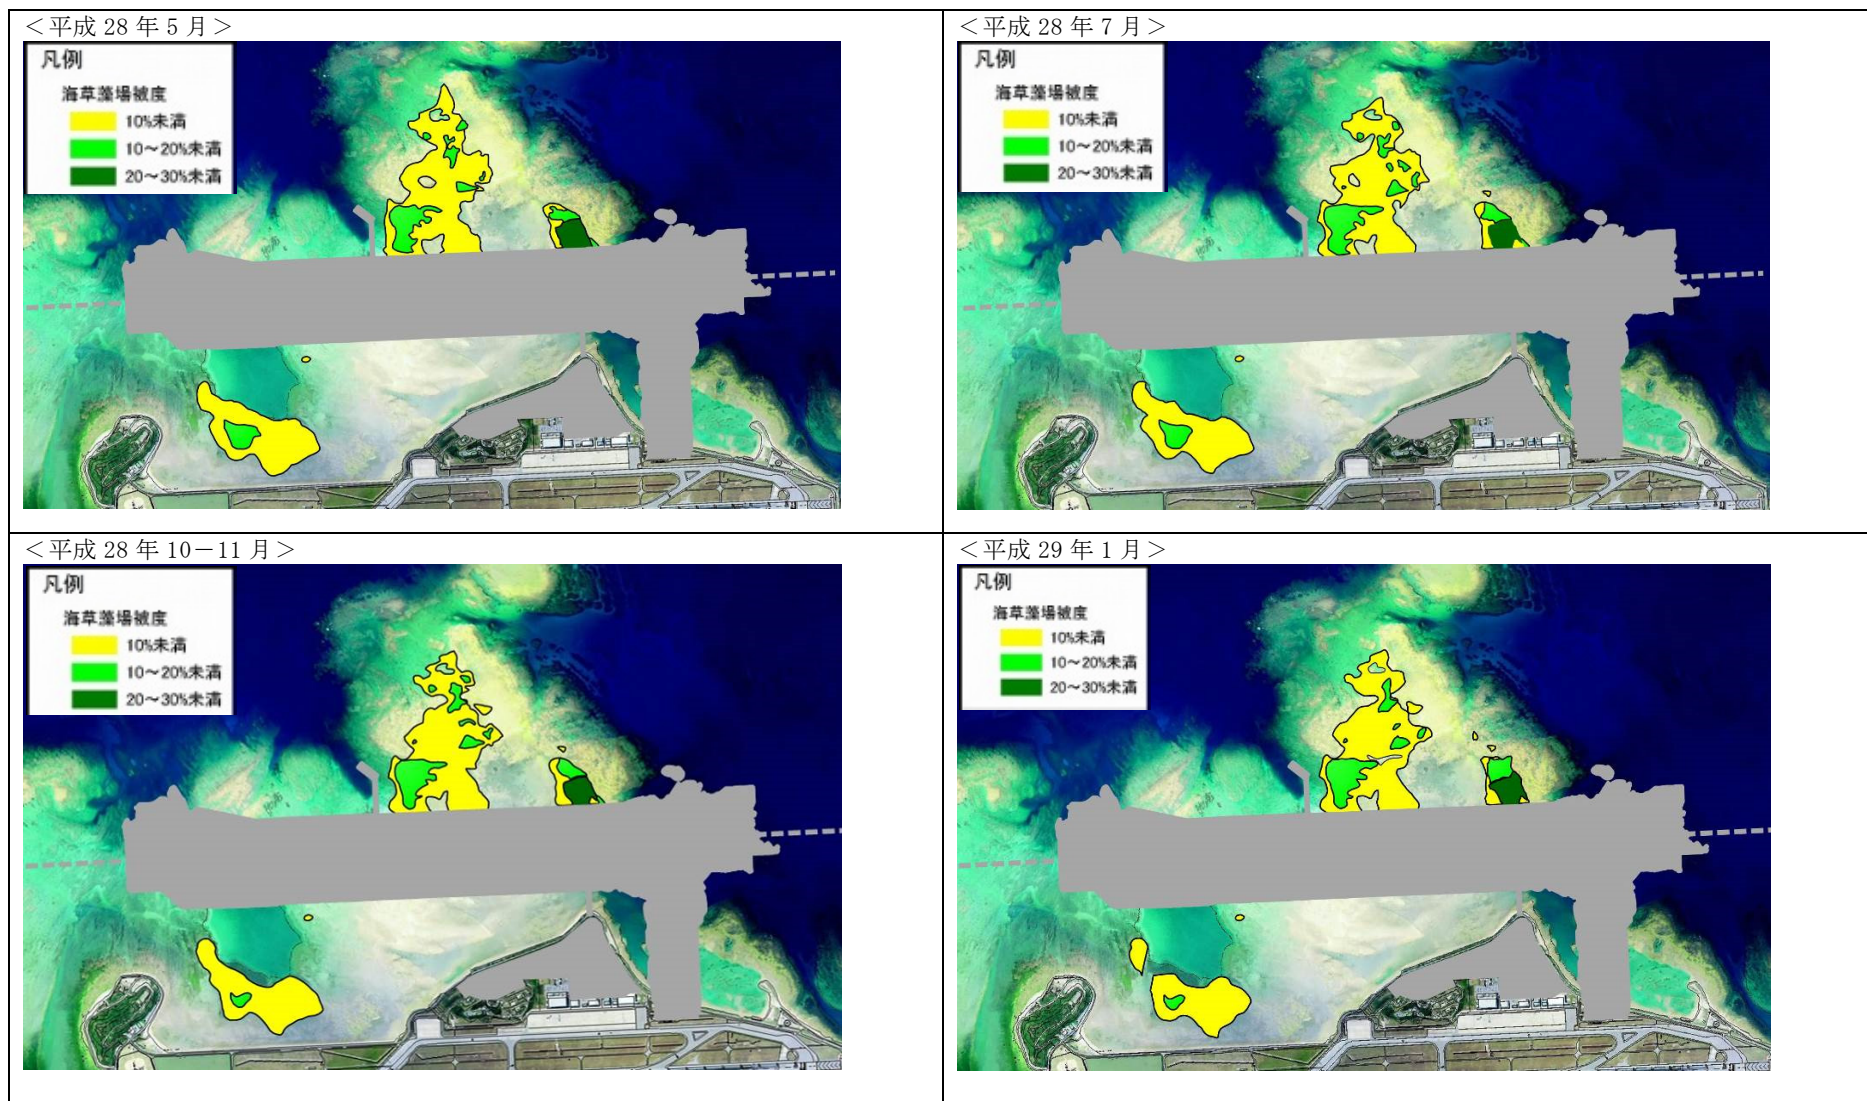 ＜平成 28 年 5 月＞
凡例
海草藻場被度
10%未満
10～20%未満
20～30%未満
＜平成 28 年 7 月＞
凡例
海草藻場被度
10%未満
10～20%未満
20～30%未満
＜平成 28 年 10－11 月＞
凡例
海草藻場被度
10%未満
10～20%未満
20～30%未満
＜平成 29 年 1 月＞
凡例
海草藻場被度
10%未満
10～20%未満
20～30%未満